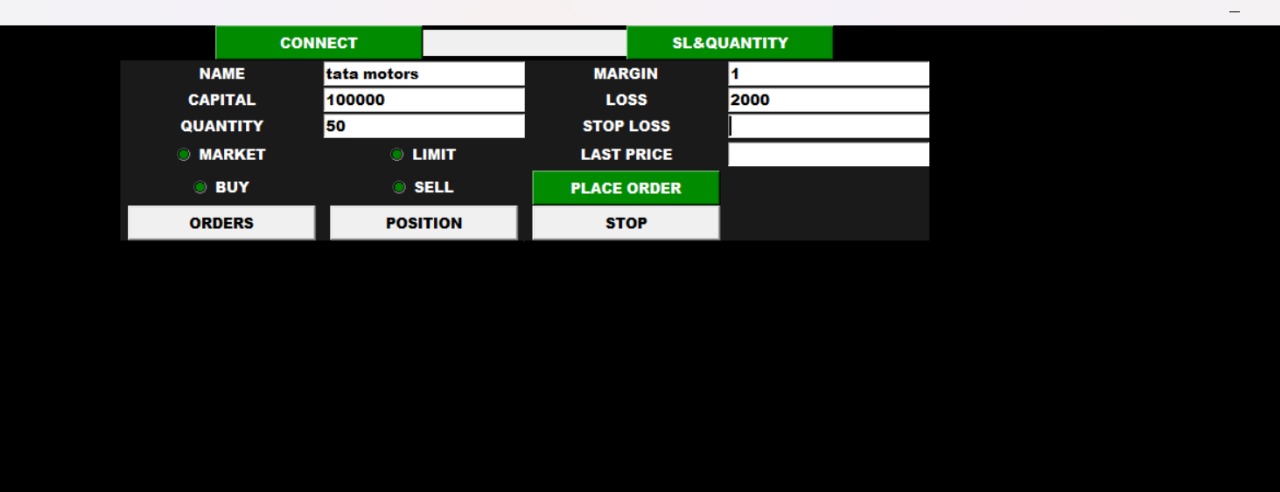 CONNECT SL&QUANTITY
NAME tata motors MARGIN 1
CAPITAL 100000 LOSS 2000
QUANTITY 50 STOP LOSS
MARKET LIMIT LAST PRICE
BUY SELL PLACE ORDER
ORDERS POSITION STOP